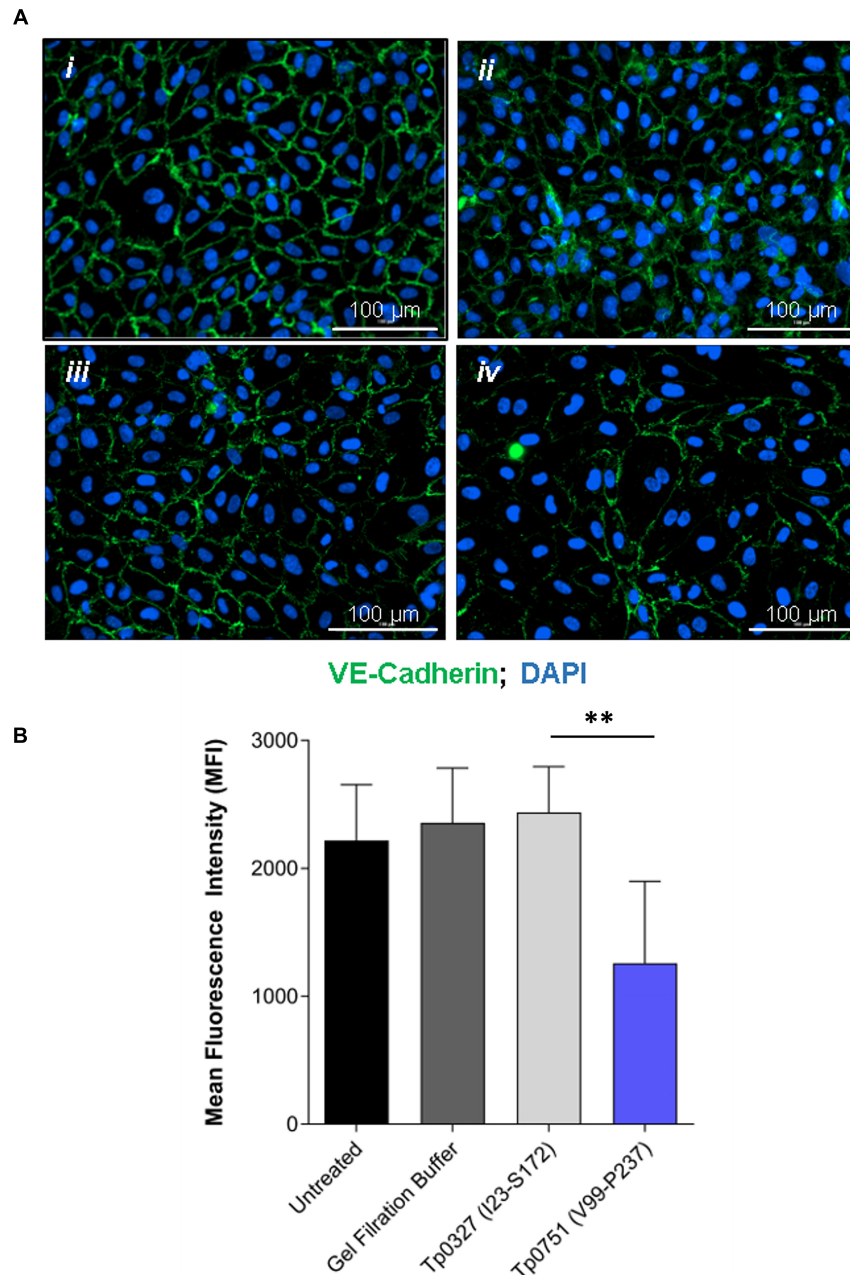 A
i
ii
100 µm
100 µm
iii
iv
100 µm
100 µm
VE-Cadherin; DAPI
B
**
Mean Fluorescence Intensity (MFI)
3000
2000
1000
0
Untreated
Gel Filration Buffer
Tp0327 (I23-S172)
Tp0751 (V99-P237)